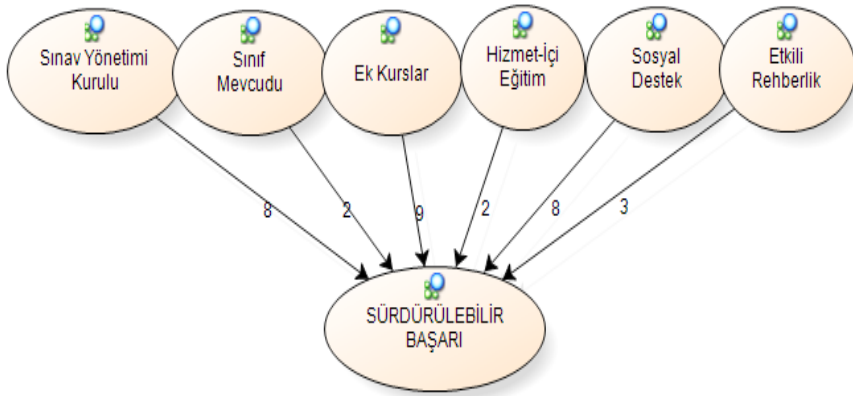 Sınav Yönetimi
Kurulu
Sınıf
Mevcudu
Ek Kurslar
Hizmet-İçi
Eğitim
Sosyal
Destek
Etkili
Rehberlik
8
2
9
2
8
3
SÜRDÜRÜLEBİLİR
BAŞARI